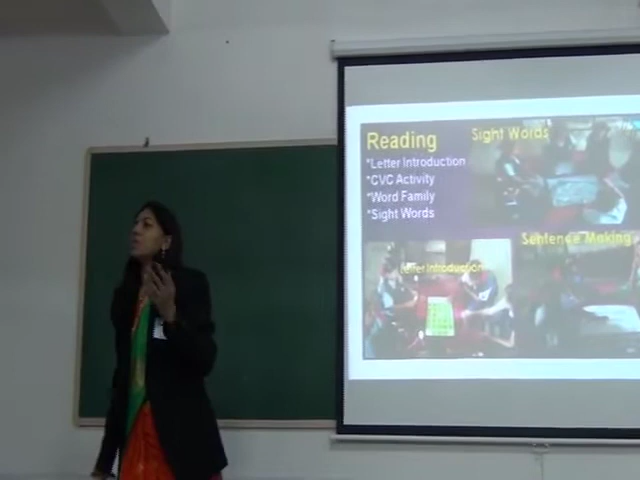 Reading
*Letter Introduction
*CVC Activity
*Word Family
*Sight Words
Sight Words
Letter Introduction
Sentence Making